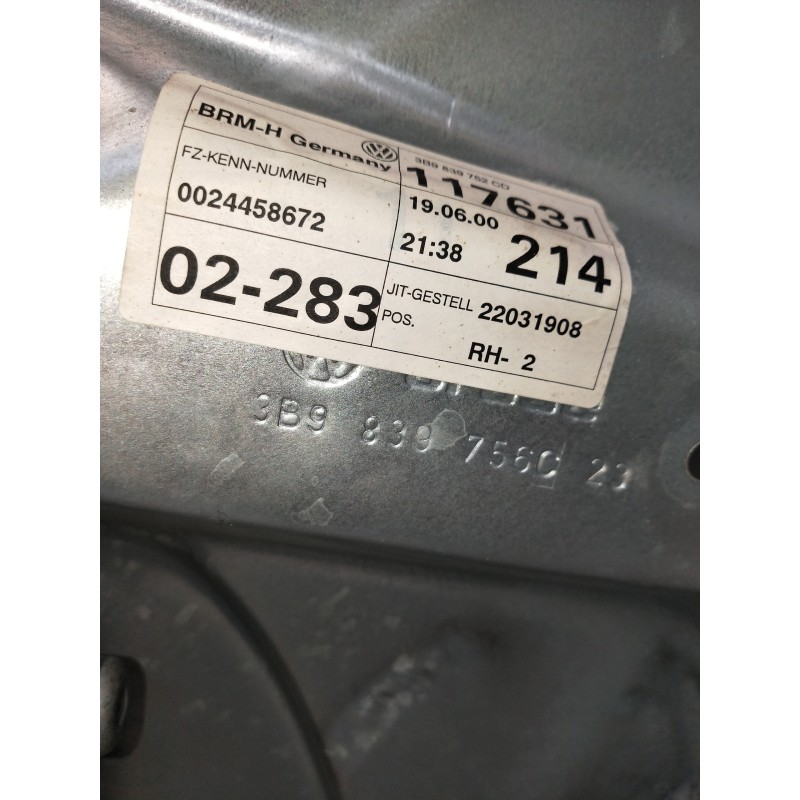 BRM-H Germany
3B9 839 752 CD
117631
FZ-KENN-NUMMER
0024458672
19.06.00
21:38
214
02-283
JIT-GESTELL 22031908
POS.
RH- 2
3B9 839 756C 23